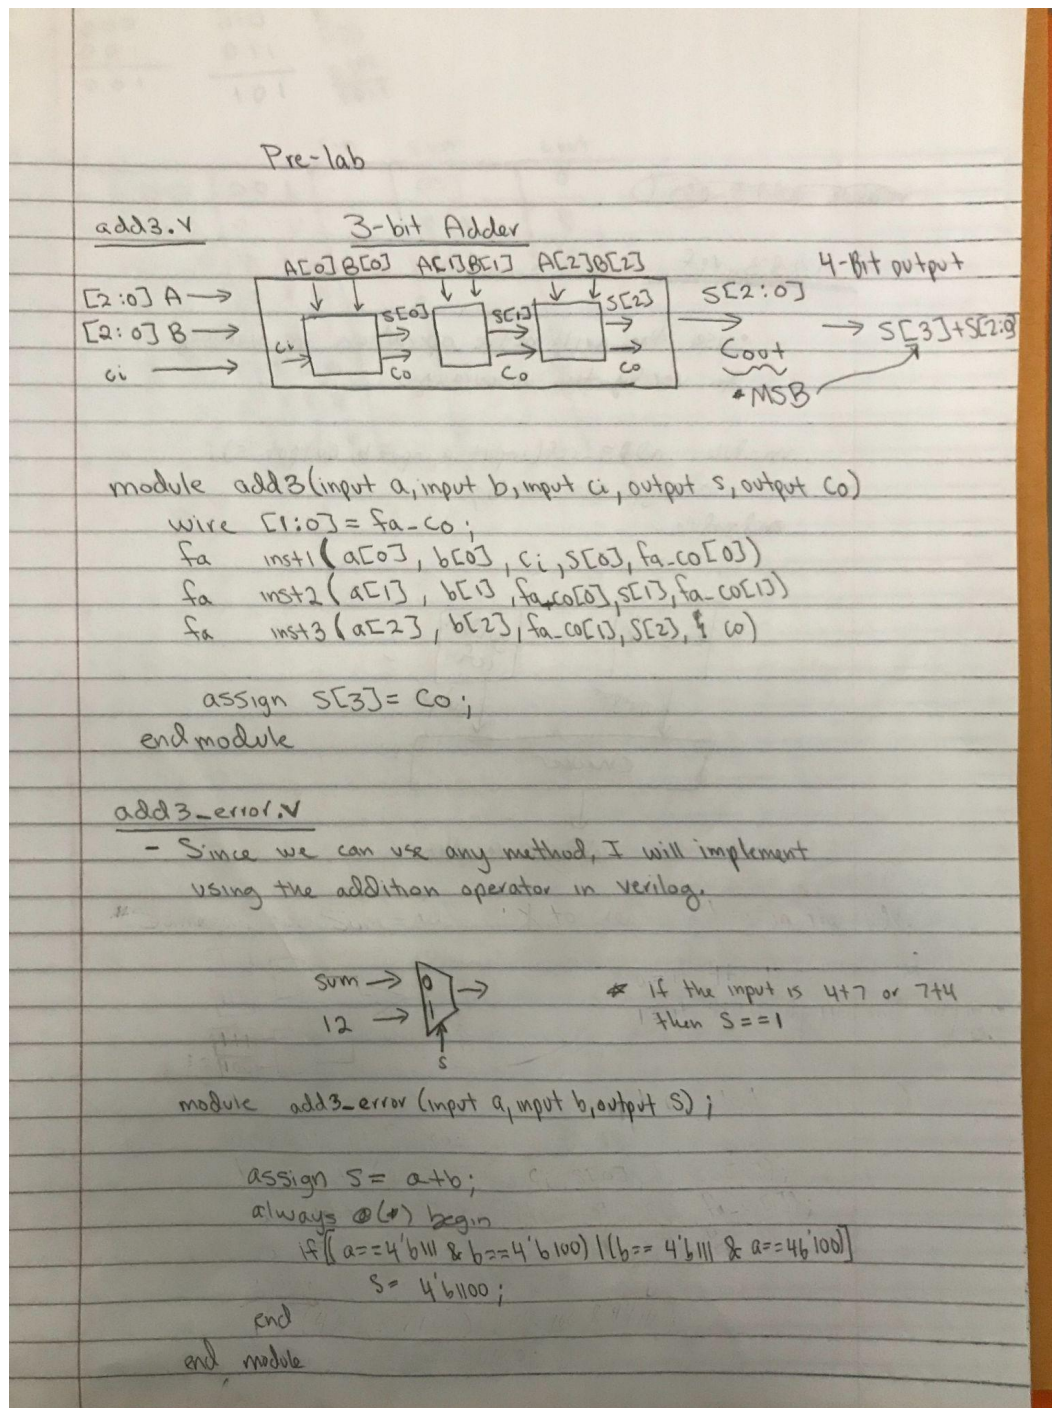 Pre-lab
add3.v
3-bit Adder
A[0] B[0] A[1] B[1] A[2] B[2]
4-Bit output
[2:0] A
S[0]
S[1]
S[2]
S[2:0]
[2:0] B
S[3]+S[2:0]
ci
ci
Co
Co
Co
Cout
*MSB
module add3(input a, input b, input ci, output s, output co)
wire [1:0] = fa_co;
fa inst1(a[0], b[0], ci, s[0], fa_co[0])
fa inst2(a[1], b[1], fa_co[0], s[1], fa_co[1])
fa inst3(a[2], b[2], fa_co[1], s[2], co)
assign s[3] = co;
endmodule
add3_error.v
- Since we can use any method, I will implement
using the addition operator in verilog.
sum
0
* if the input is 4+7 or 7+4
12
1
then S==1
s
module add3_error (input a, input b, output s);
assign s = a+b;
always @(*) begin
if[(a==4'b111 & b==4'b100) | (b==4'b111 & a==4b'100)]
s= 4'b1100;
end
end module